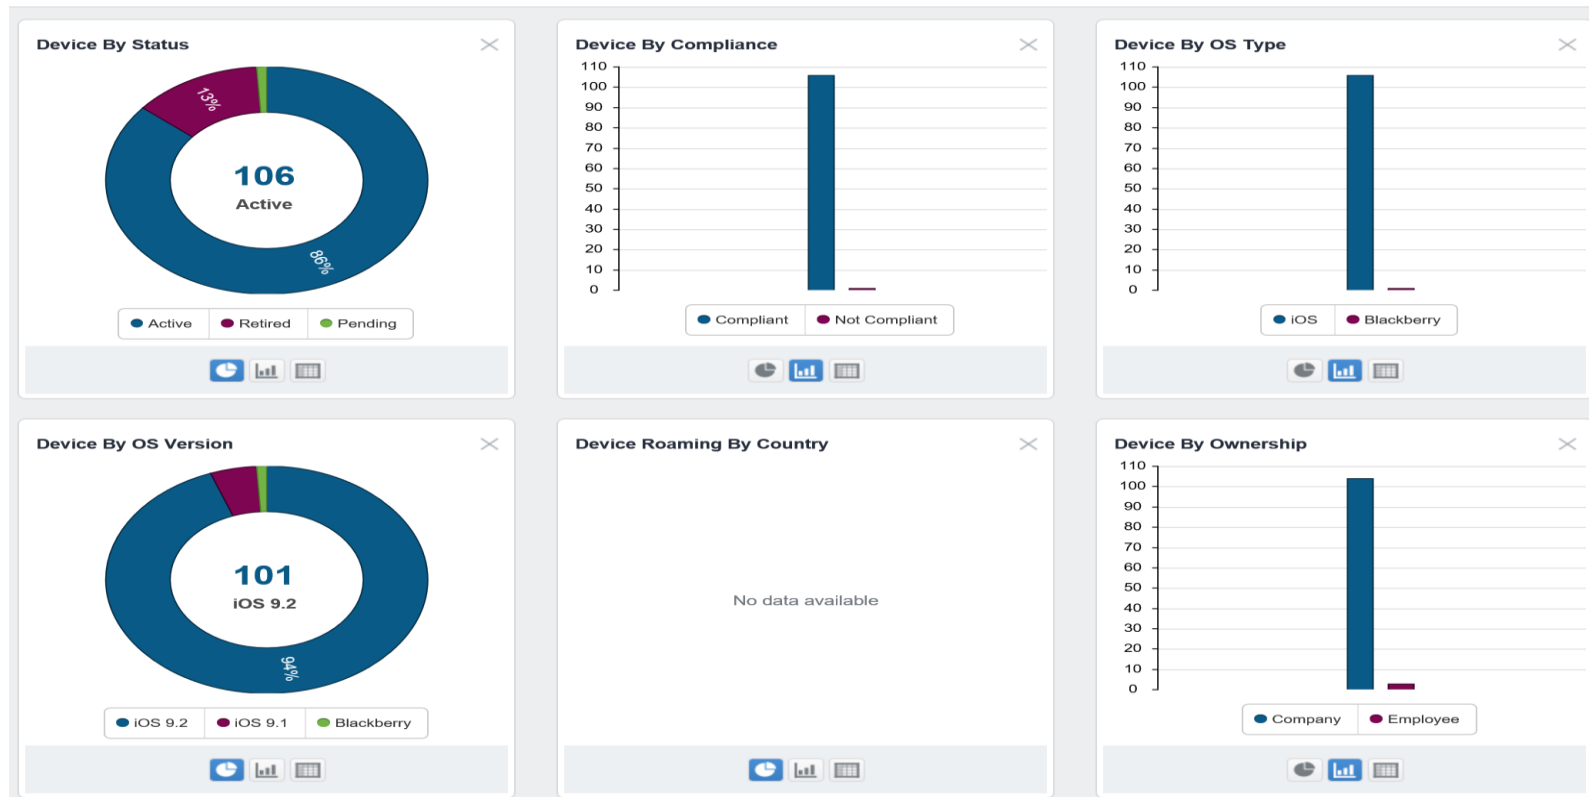 Device By Status
13%
106
Active
86%
Active
Retired
Pending
Device By Compliance
110
100
90
80
70
60
50
40
30
20
10
0
Compliant
Not Compliant
Device By OS Type
110
100
90
80
70
60
50
40
30
20
10
0
iOS
Blackberry
Device By OS Version
101
iOS 9.2
94%
iOS 9.2
iOS 9.1
Blackberry
Device Roaming By Country
No data available
Device By Ownership
110
100
90
80
70
60
50
40
30
20
10
0
Company
Employee